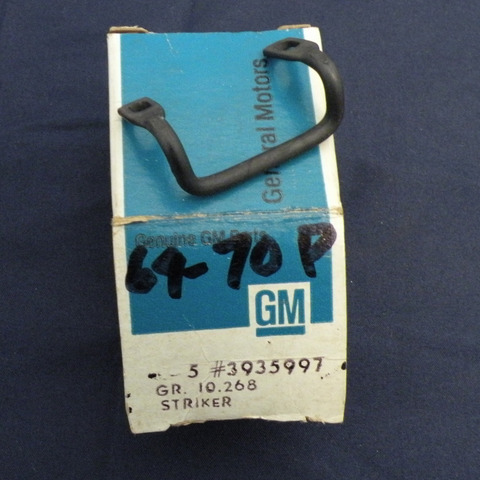 General Motors
Genuine GM Parts
64-70 P
GM
5 #3935997
GR. 10.268
STRIKER